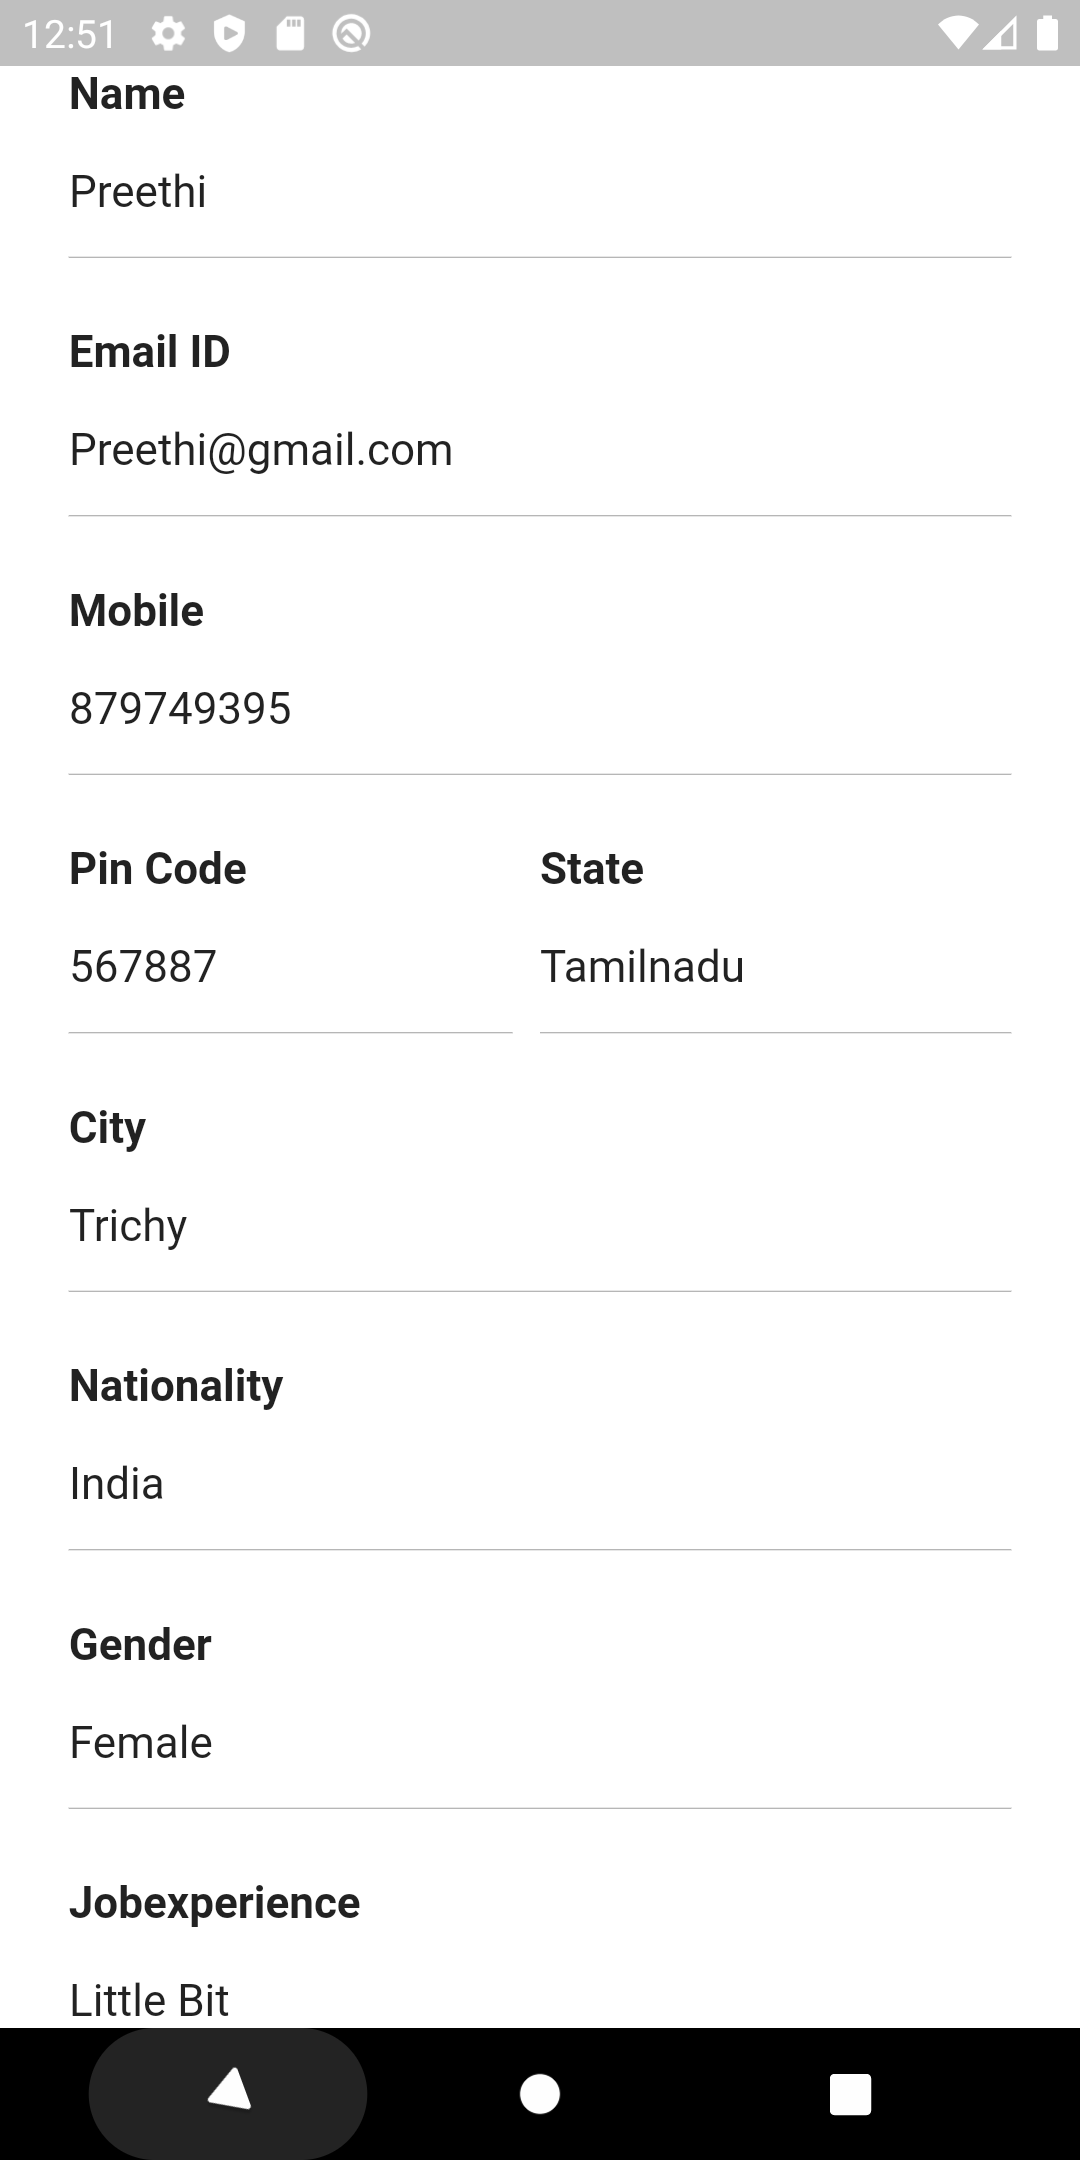 12:51
Name
Preethi
Email ID
Preethi@gmail.com
Mobile
879749395
Pin Code State
567887 Tamilnadu
City
Trichy
Nationality
India
Gender
Female
Jobexperience
Little Bit